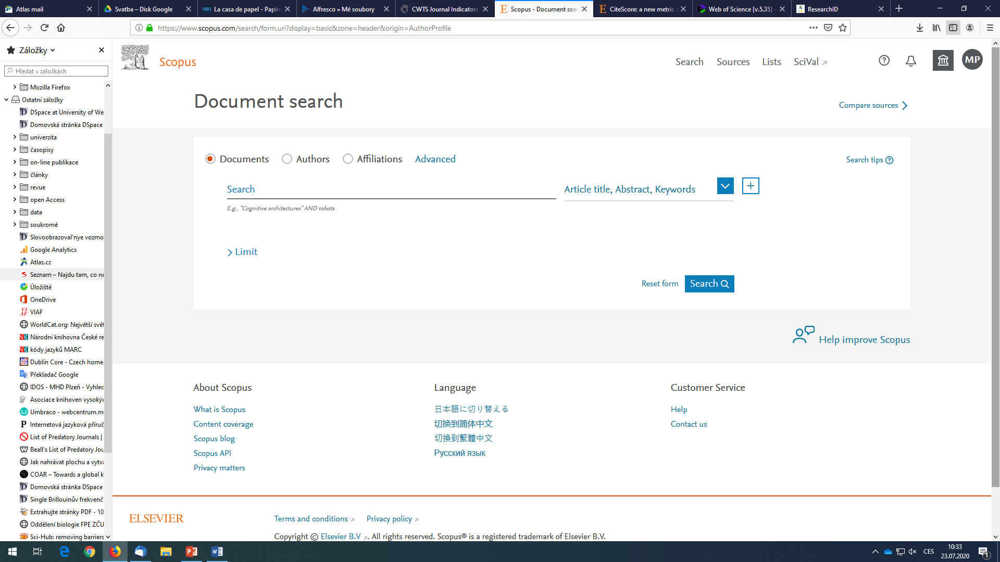 Atlas mail
Svatba – Disk Google
La casa de papel - Papíro
Alfresco » Mé soubory
CWTS Journal Indicators
Scopus - Document sear
CiteScore: a new metric f
Web of Science [v.5.35] -
ResearchID
https://www.scopus.com/search/form.uri?display=basic&zone=header&origin=AuthorProfile
Záložky
Hledat v záložkách
Mozilla Firefox
Ostatní záložky
DSpace at University of We
Domovská stránka DSpace
univerzita
časopisy
on-line publikace
články
revue
open Access
data
soukromé
Slovoobrazoval'nye vozmo
Google Analytics
Atlas.cz
Seznam – Najdu tam, co ne
Úložiště
OneDrive
VIAF
WorldCat.org: Největší svět
Národní knihovna České re
kódy jazyků MARC
Dublin Core - Czech home
Překladač Google
IDOS - MHD Plzeň - Vyhled
Asociace knihoven vysokýc
Umbraco - webcentrum.m
Internetová jazyková příruč
List of Predatory Journals |
Beall's List of Predatory Jou
Jak nahrávat plochu a vytvá
COAR – Towards a global k
Domovská stránka DSpace
Single Brillouinův frekvenč
Extrahujte stránky PDF - 10
Oddělení biologie FPE ZČU
Sci-Hub: removing barriers
Scopus
Search
Sources
Lists
SciVal
MP
Document search
Compare sources
Documents
Authors
Affiliations
Advanced
Search tips
Search
Article title, Abstract, Keywords
E.g., "Cognitive architectures" AND robots
Limit
Reset form
Search
Help improve Scopus
About Scopus
What is Scopus
Content coverage
Scopus blog
Scopus API
Privacy matters
Language
日本語に切り替える
切换到简体中文
切換到繁體中文
Русский язык
Customer Service
Help
Contact us
ELSEVIER
Terms and conditions
Privacy policy
Copyright © Elsevier B.V . All rights reserved. Scopus® is a registered trademark of Elsevier B.V.
CES
10:33
23.07.2020
1